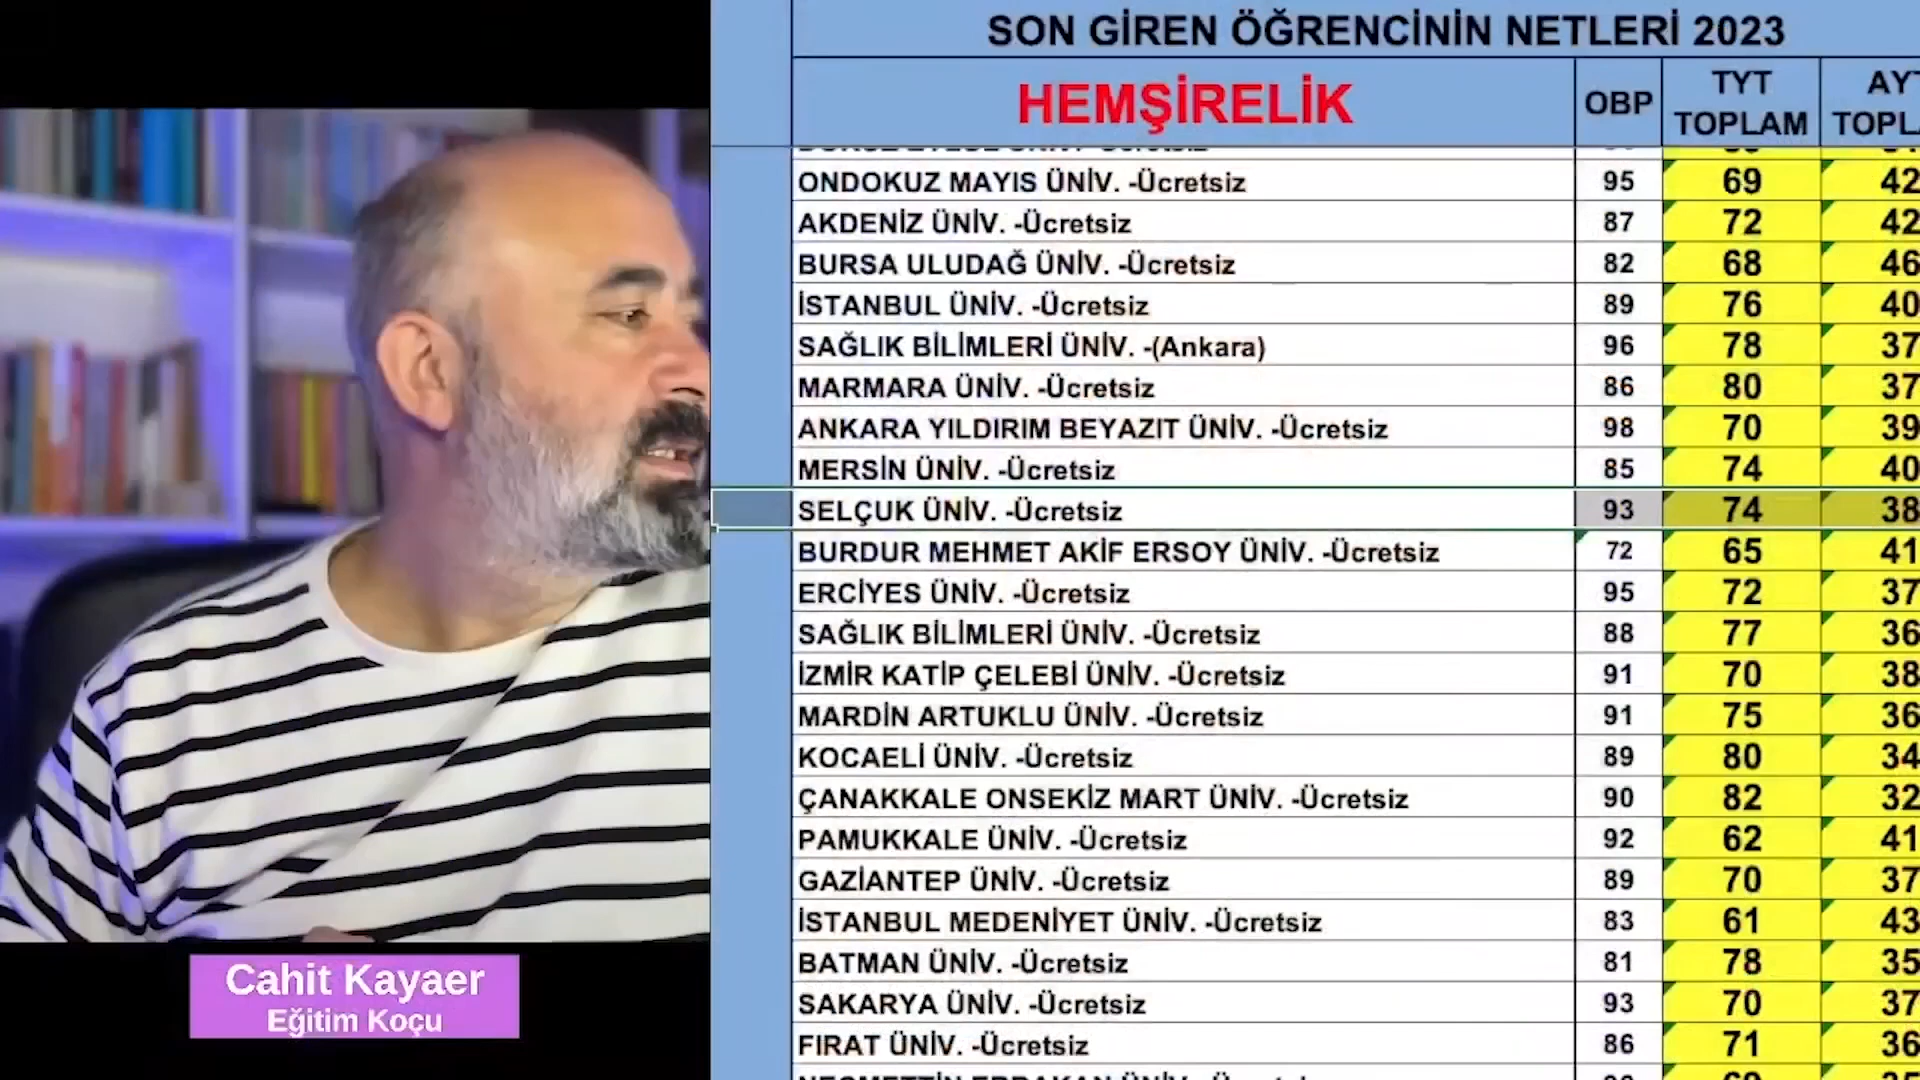 SON GİREN ÖĞRENCİNİN NETLERİ 2023
HEMŞİRELİK OBP TYT TOPLAM
ONDOKUZ MAYIS ÜNİV. -Ücretsiz 95 69 42
AKDENİZ ÜNİV. -Ücretsiz 87 72 42
BURSA ULUDAĞ ÜNİV. -Ücretsiz 82 68 46
İSTANBUL ÜNİV. -Ücretsiz 89 76 40
SAĞLIK BİLİMLERİ ÜNİV. -(Ankara) 96 78 37
MARMARA ÜNİV. -Ücretsiz 86 80 37
ANKARA YILDIRIM BEYAZIT ÜNİV. -Ücretsiz 98 70 39
MERSİN ÜNİV. -Ücretsiz 85 74 40
SELÇUK ÜNİV. -Ücretsiz 93 74 38
BURDUR MEHMET AKİF ERSOY ÜNİV. -Ücretsiz 72 65 41
ERCİYES ÜNİV. -Ücretsiz 95 72 37
SAĞLIK BİLİMLERİ ÜNİV. -Ücretsiz 88 77 36
İZMİR KATİP ÇELEBİ ÜNİV. -Ücretsiz 91 70 38
MARDİN ARTUKLU ÜNİV. -Ücretsiz 91 75 36
KOCAELİ ÜNİV. -Ücretsiz 89 80 34
ÇANAKKALE ONSEKİZ MART ÜNİV. -Ücretsiz 90 82 32
PAMUKKALE ÜNİV. -Ücretsiz 92 62 41
GAZİANTEP ÜNİV. -Ücretsiz 89 70 37
İSTANBUL MEDENİYET ÜNİV. -Ücretsiz 83 61 43
BATMAN ÜNİV. -Ücretsiz 81 78 35
SAKARYA ÜNİV. -Ücretsiz 93 70 37
FIRAT ÜNİV. -Ücretsiz 86 71 36
Cahit Kayaer
Eğitim Koçu